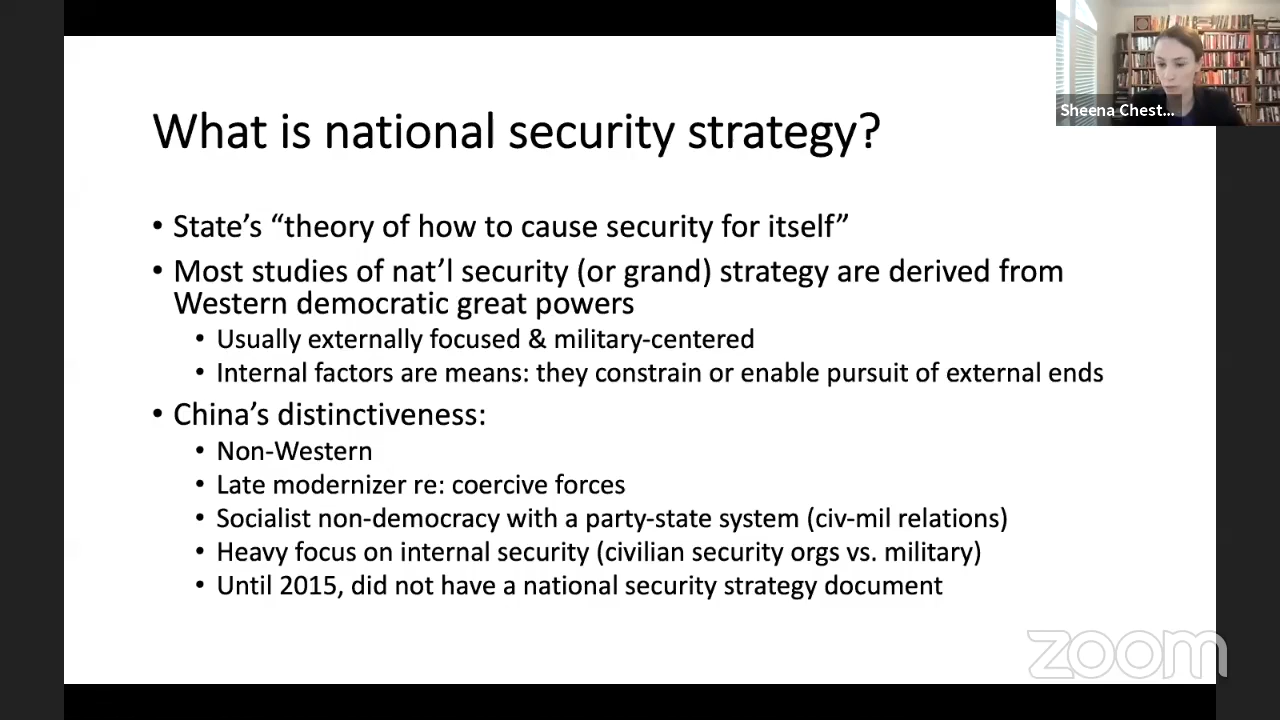 Sheena Chest...
What is national security strategy?
• State's “theory of how to cause security for itself”
• Most studies of nat'l security (or grand) strategy are derived from
Western democratic great powers
• Usually externally focused & military-centered
• Internal factors are means: they constrain or enable pursuit of external ends
• China's distinctiveness:
• Non-Western
• Late modernizer re: coercive forces
• Socialist non-democracy with a party-state system (civ-mil relations)
• Heavy focus on internal security (civilian security orgs vs. military)
• Until 2015, did not have a national security strategy document
zoom